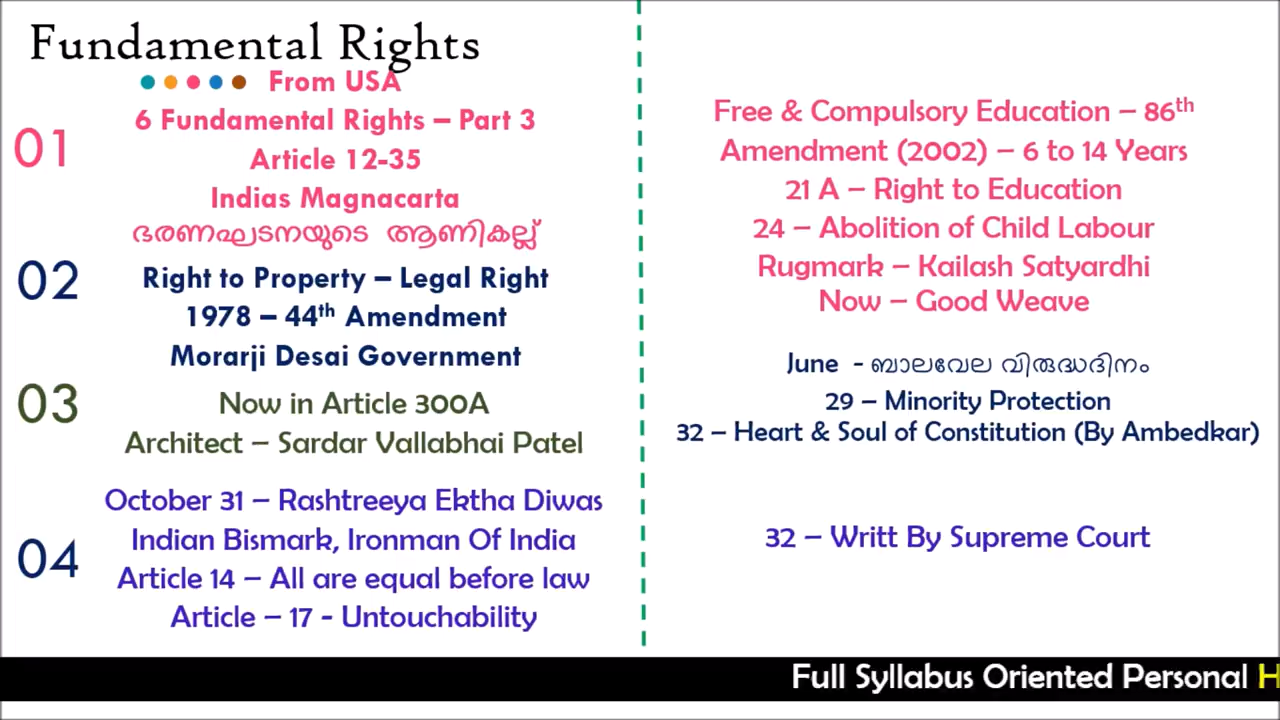 Fundamental Rights
From USA
01
6 Fundamental Rights – Part 3
Article 12-35
Indias Magnacarta
ഭരണഘടനയുടെ ആണികല്ല്
02
Right to Property – Legal Right
1978 – 44th Amendment
Morarji Desai Government
03
Now in Article 300A
Architect – Sardar Vallabhai Patel
04
October 31 – Rashtreeya Ektha Diwas
Indian Bismark, Ironman Of India
Article 14 – All are equal before law
Article – 17 - Untouchability
Free & Compulsory Education – 86th
Amendment (2002) – 6 to 14 Years
21 A – Right to Education
24 – Abolition of Child Labour
Rugmark – Kailash Satyardhi
Now – Good Weave
June - ബാലവേല വിരുദ്ധദിനം
29 – Minority Protection
32 – Heart & Soul of Constitution (By Ambedkar)
32 – Writt By Supreme Court
Full Syllabus Oriented Personal H